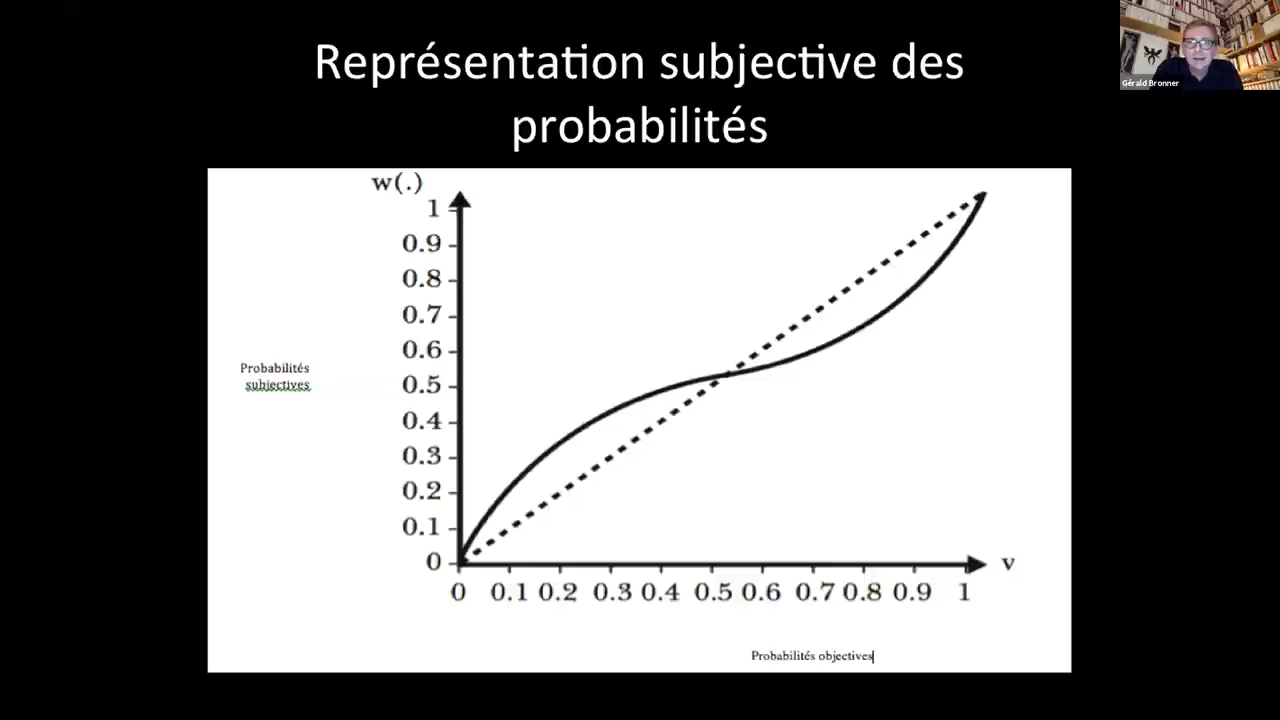 Représentation subjective des
probabilités
Gérald Bronner
w(.)
1
0.9
0.8
0.7
0.6
0.5
0.4
0.3
0.2
0.1
0
Probabilités
subjectives
v
0 0.1 0.2 0.3 0.4 0.5 0.6 0.7 0.8 0.9 1
Probabilités objectives